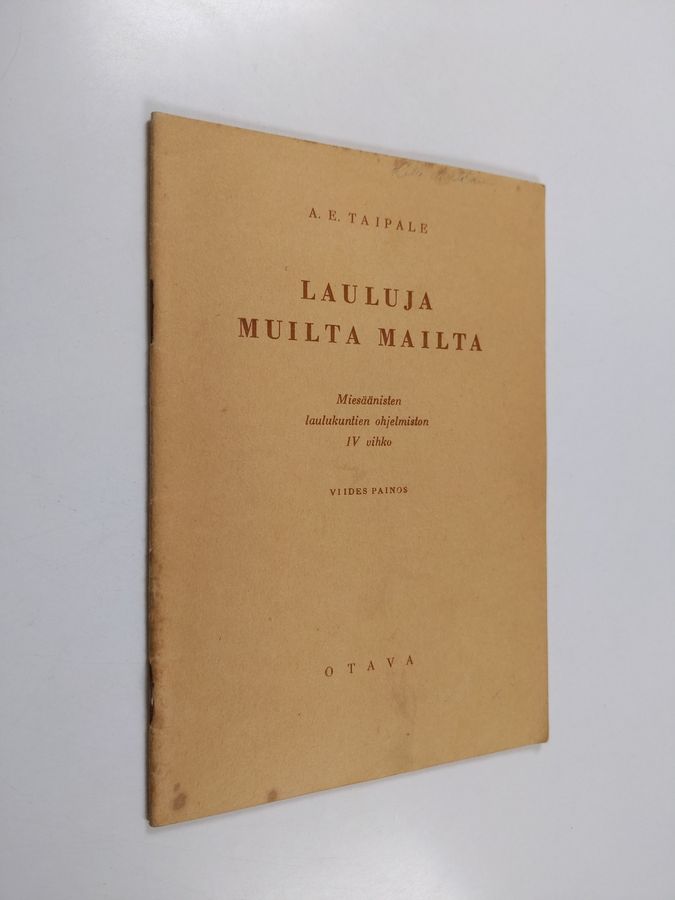 A. E. TAIPALE
LAULUJA
MUILTA MAILTA
Miesäänisten
laulukuntien ohjelmiston
IV vihko
VIIDES PAINOS
OTAVA